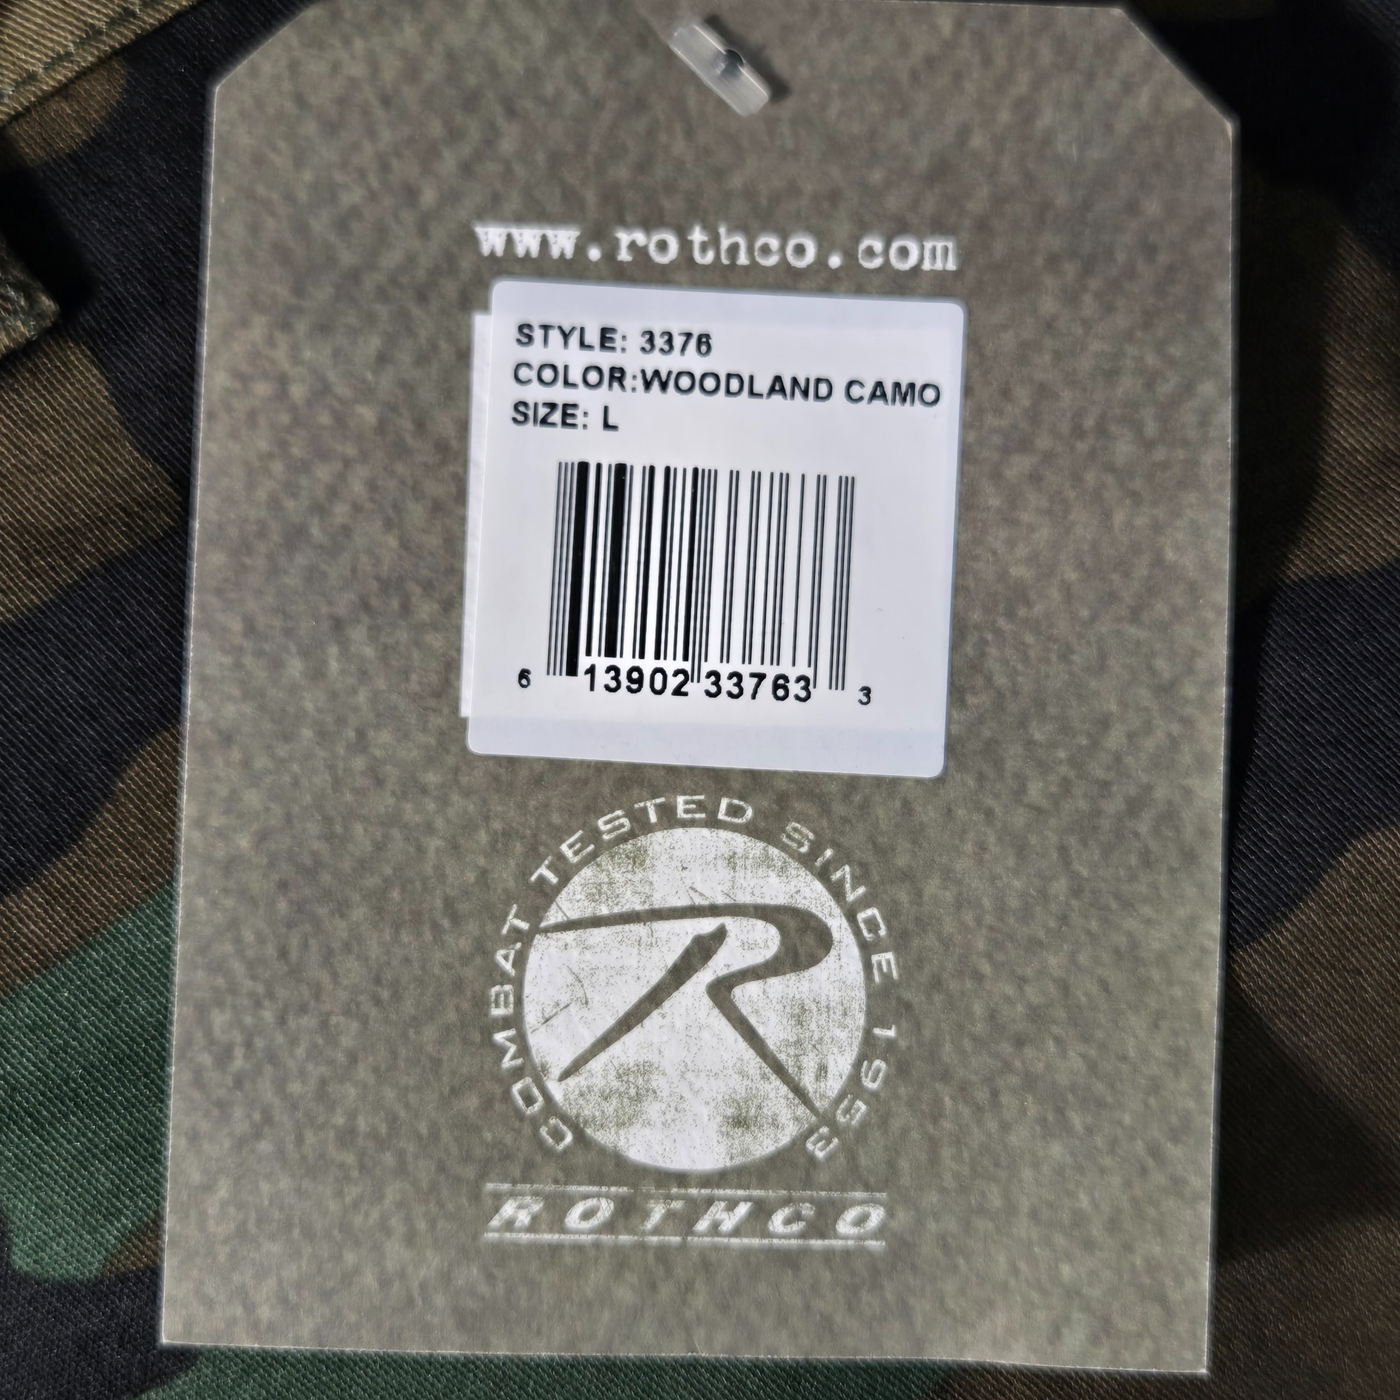 www.rothco.com
STYLE: 3376
COLOR:WOODLAND CAMO
SIZE: L
6 13902 33763 3
COMBAT TESTED SINCE 1953
ROTHCO